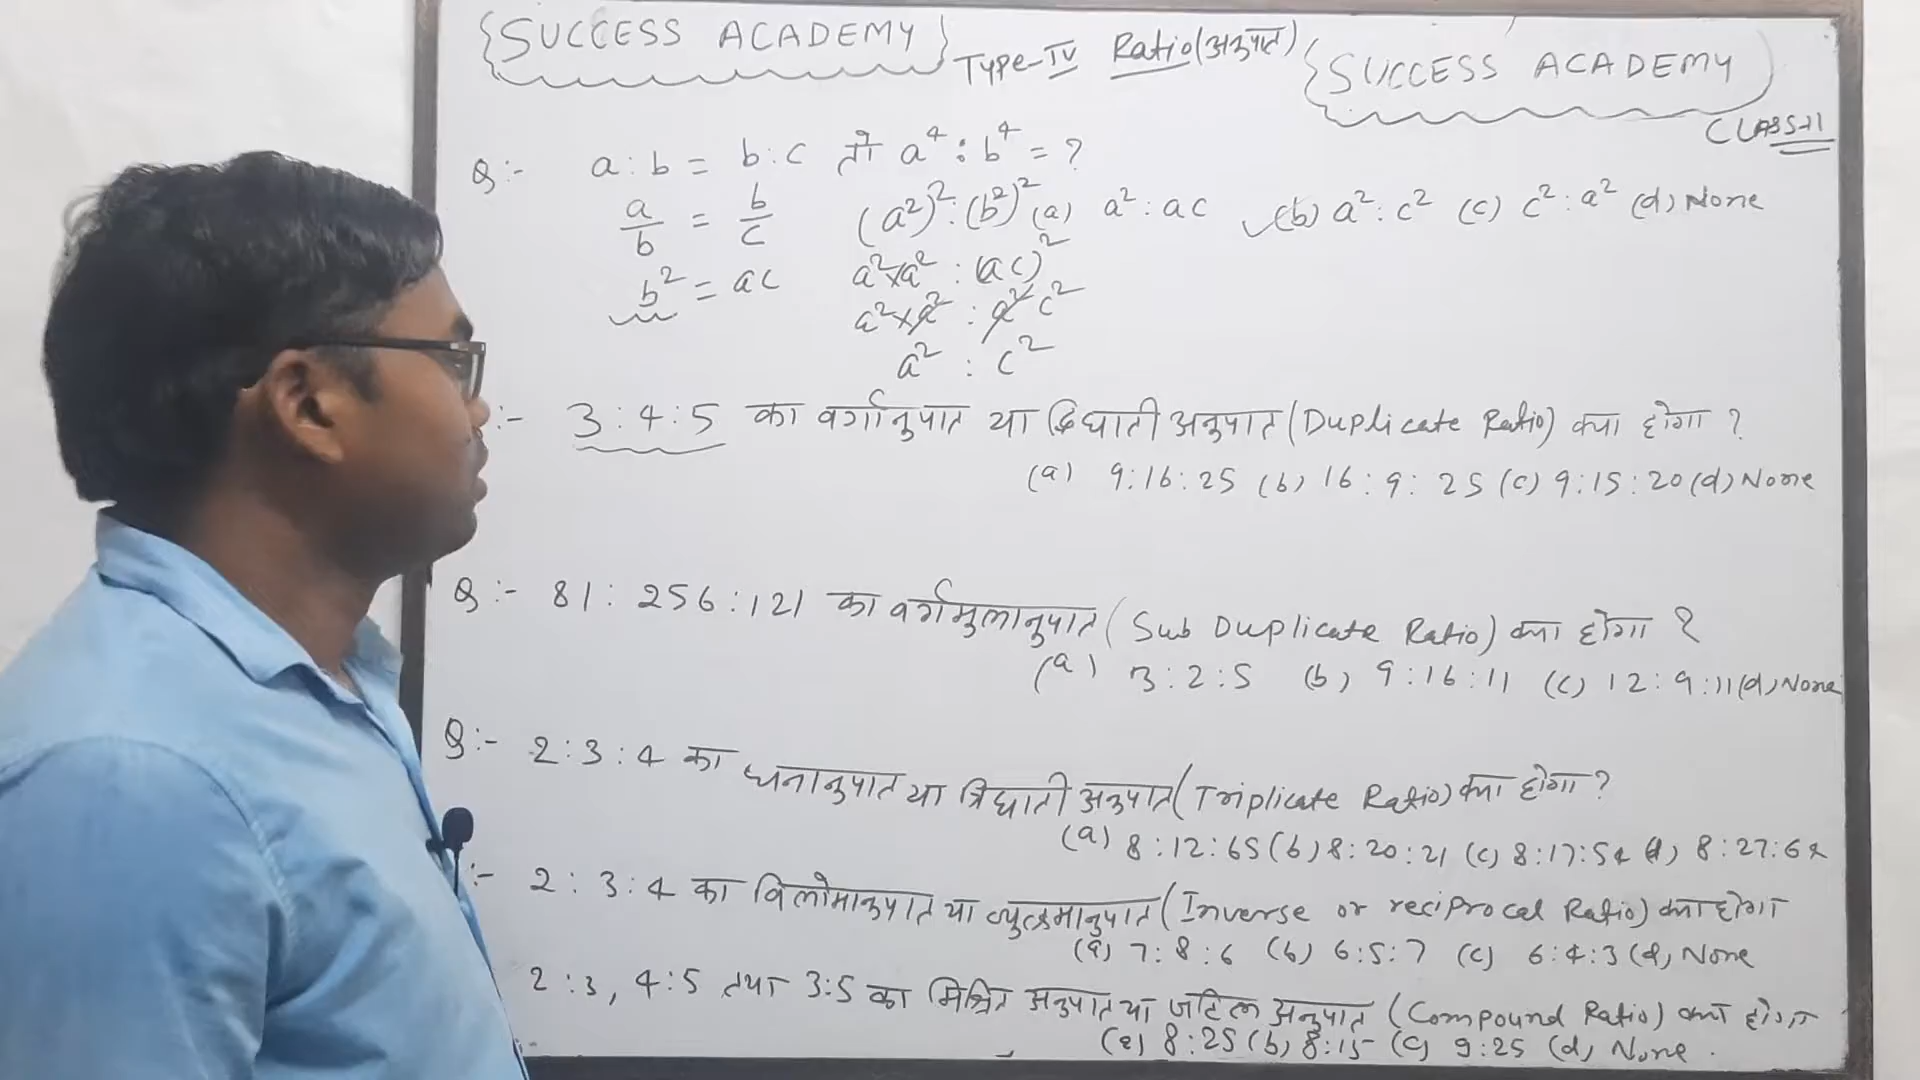 SUCCESS ACADEMY Type-IV Ratio(अनुपात) SUCCESS ACADEMY
CLASS-11
Q:- a:b = b:c तो a⁴:b⁴ = ?
a/b = b/c (a²)²:(b²)² (a) a²:ac (b) a²:c² (c) c²:a² (d) None
b² = ac a²×a² : (ac)²
a²×a² : a²c²
a² : c²
:- 3:4:5 का वर्गानुपात या द्विघाती अनुपात (Duplicate Ratio) क्या होगा ?
(a) 9:16:25 (b) 16:9:25 (c) 9:15:20 (d) None
Q:- 81:256:121 का वर्गमुलानुपात (Sub Duplicate Ratio) क्या होगा ?
(a) 3:2:5 (b) 9:16:11 (c) 12:9:11 (d) None
Q:- 2:3:4 का घनानुपात या त्रिघाती अनुपात (Triplicate Ratio) क्या होगा ?
(a) 8:12:65 (b) 8:20:21 (c) 8:17:54 (d) 8:27:64
:- 2:3:4 का विलोमानुपात या व्युत्क्रमानुपात (Inverse or reciprocal Ratio) क्या होगा
(a) 7:8:6 (b) 6:5:7 (c) 6:4:3 (d) None
2:3, 4:5 तथा 3:5 का मिश्रित अनुपात या जटिल अनुपात (Compound Ratio) क्या होगा
(a) 8:25 (b) 8:15 (c) 9:25 (d) None.